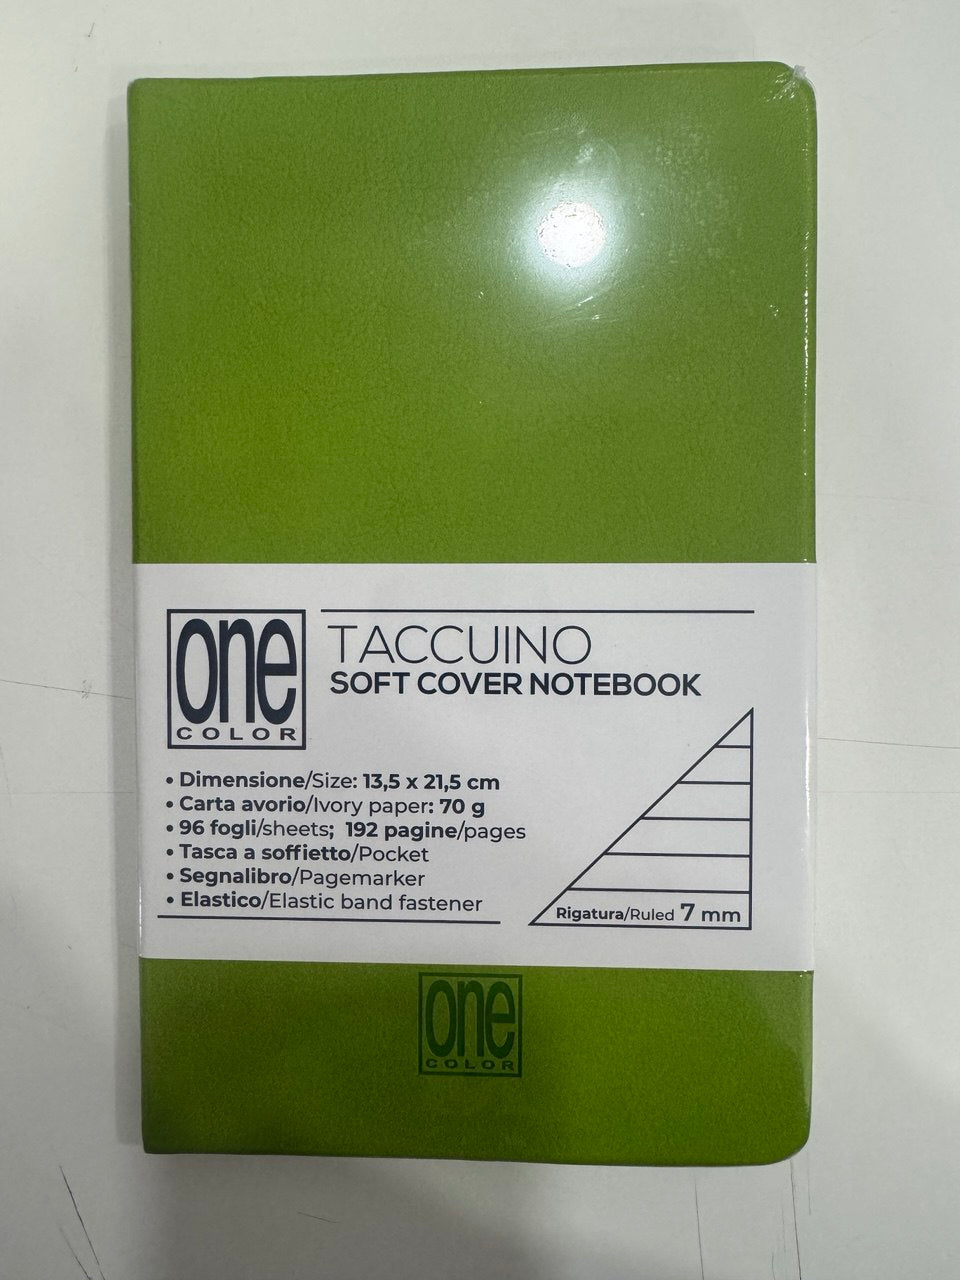 one
COLOR
TACCUINO
SOFT COVER NOTEBOOK
• Dimensione/Size: 13,5 x 21,5 cm
• Carta avorio/Ivory paper: 70 g
• 96 fogli/sheets; 192 pagine/pages
• Tasca a soffietto/Pocket
• Segnalibro/Pagemarker
• Elastico/Elastic band fastener
Rigatura/Ruled 7 mm
one
COLOR